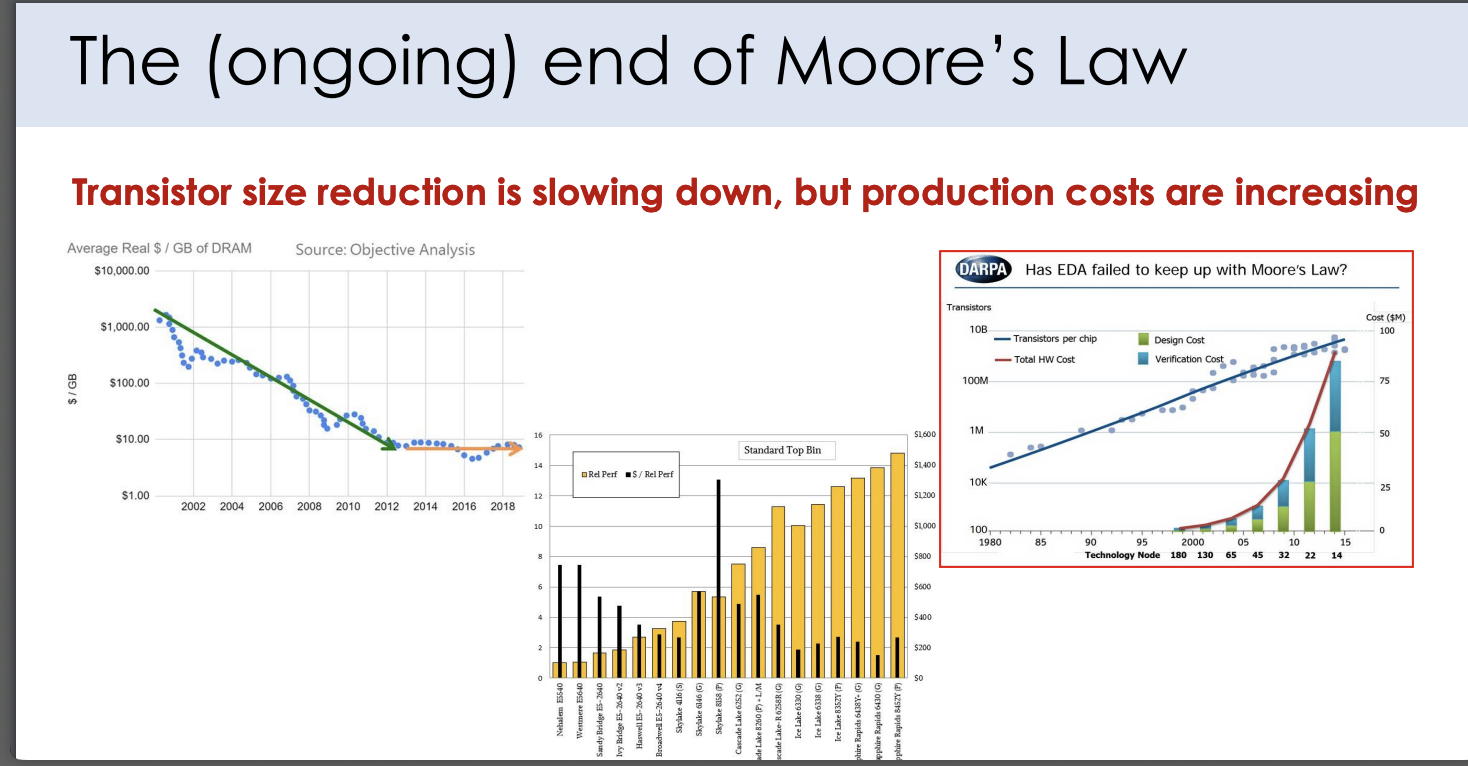 The (ongoing) end of Moore's Law
Transistor size reduction is slowing down, but production costs are increasing
Average Real $ / GB of DRAM
Source: Objective Analysis
$ / GB
$10,000.00
$1,000.00
$100.00
$10.00
$1.00
2002 2004 2006 2008 2010 2012 2014 2016 2018
Standard Top Bin
Rel Perf $ / Rel Perf
16
14
12
10
8
6
4
2
0
$1600
$1,400
$1,200
$1,000
$800
$600
$400
$200
$0
Nehalem E5540
Westmere E5640
Sandy Bridge E5-2640
Ivy Bridge E5-2640 v2
Haswell E5-2640 v3
Broadwell E5-2640 v4
Skylake 4116 (S)
Skylake 6146 (G)
Skylake 8158 (P)
Cascade Lake 6252 (G)
ade Lake 8260 (P) - L/M
scade Lake-R 6258R (G)
Ice Lake 6330 (G)
Ice Lake 6338 (G)
Ice Lake 8352Y (P)
phire Rapids 6438Y- (G)
apphire Rapids 6430 (G)
pphire Rapids 8452Y (P)
DARPA Has EDA failed to keep up with Moore's Law?
Transistors
Cost ($M)
Transistors per chip
Total HW Cost
Design Cost
Verification Cost
10B
100M
1M
10K
100
100
75
50
25
0
1980 85 90 95 2000 05 10 15
Technology Node 180 130 65 45 32 22 14